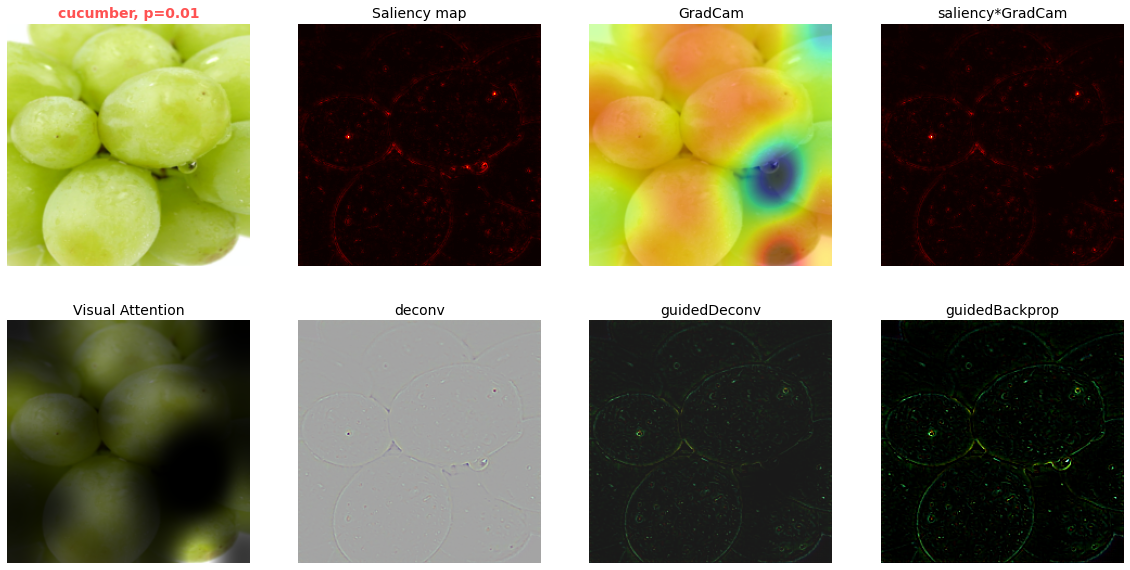 cucumber, p=0.01
Saliency map
GradCam
saliency*GradCam
Visual Attention
deconv
guidedDeconv
guidedBackprop